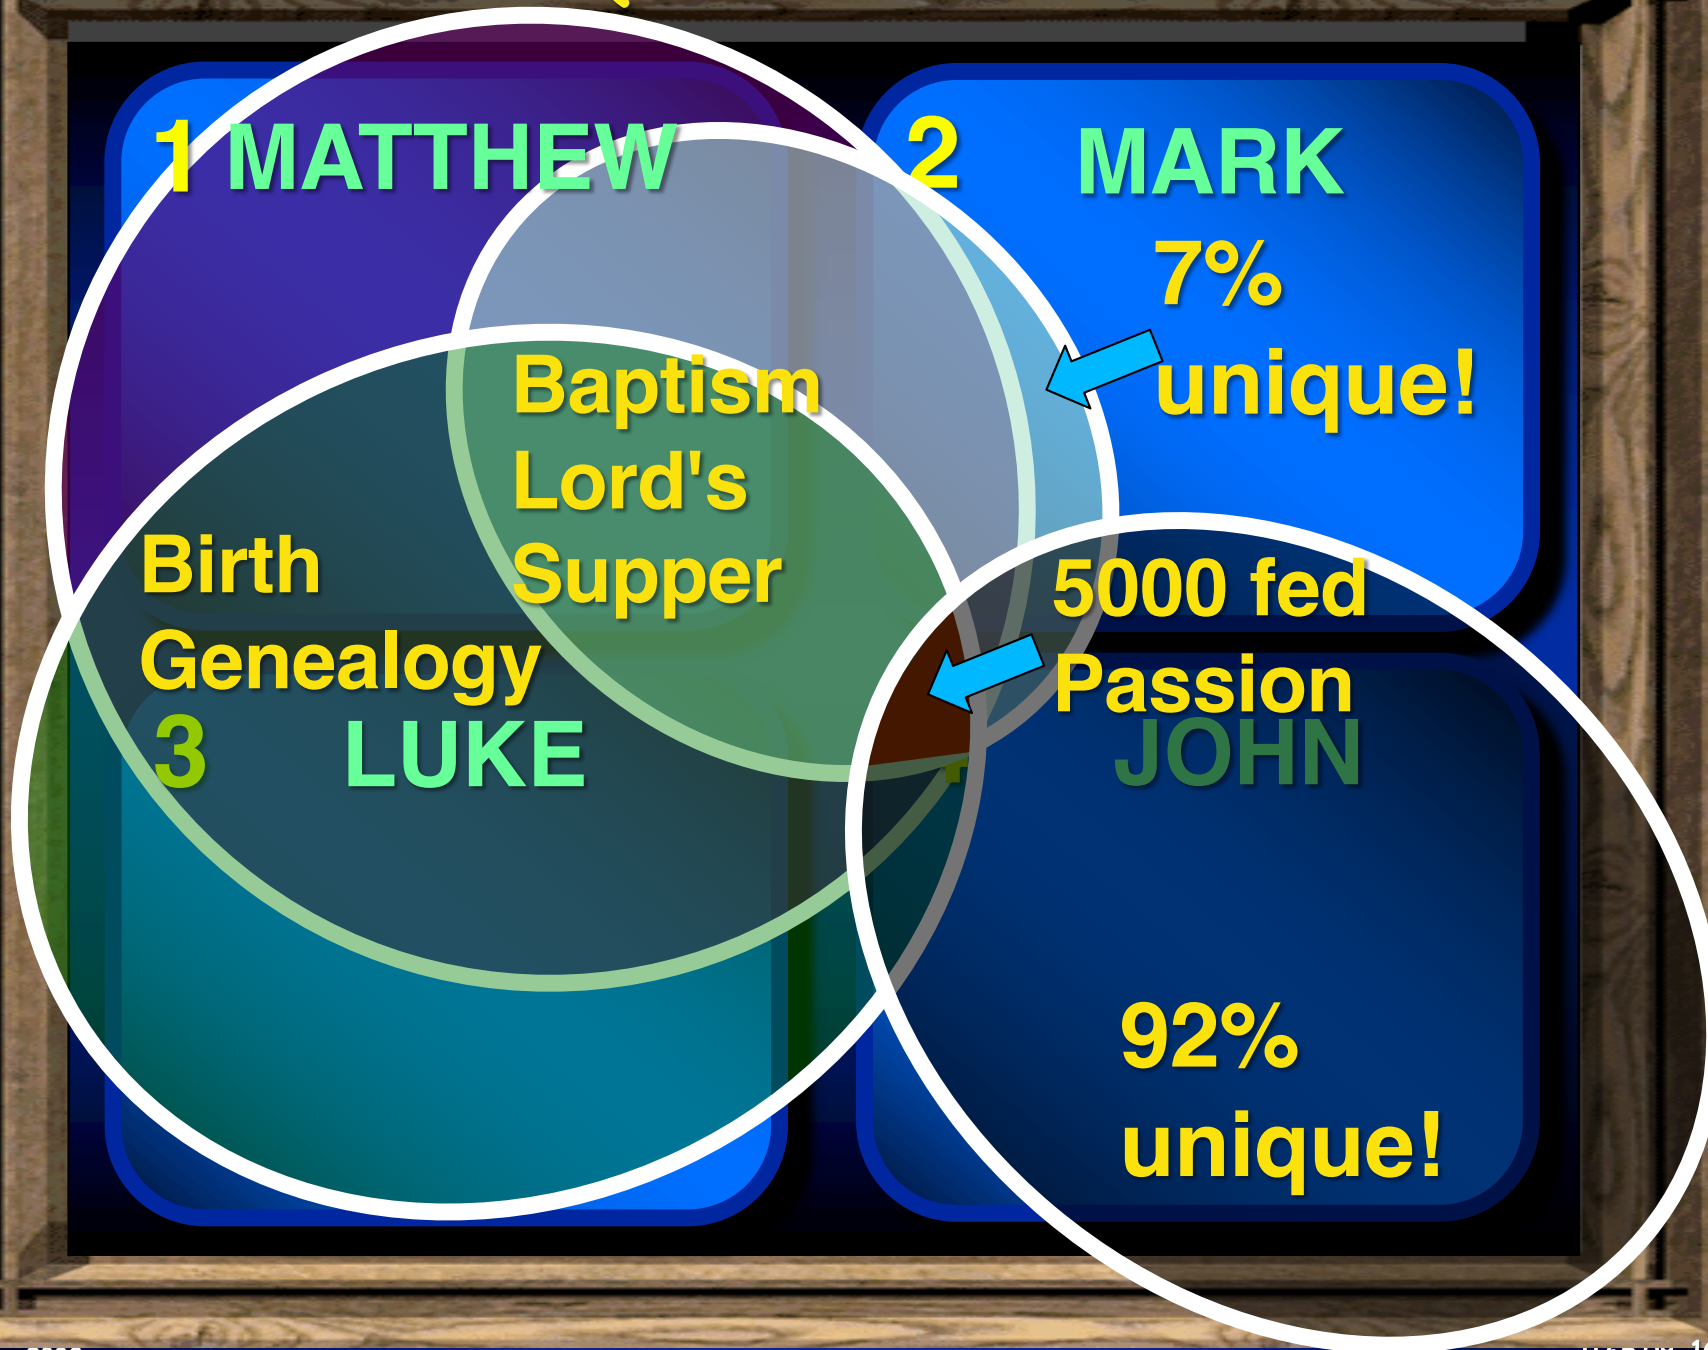 1 MATTHEW
2 MARK
7%
unique!
Baptism
Lord's
Supper
Birth
Genealogy
5000 fed
Passion
3 LUKE
JOHN
92%
unique!